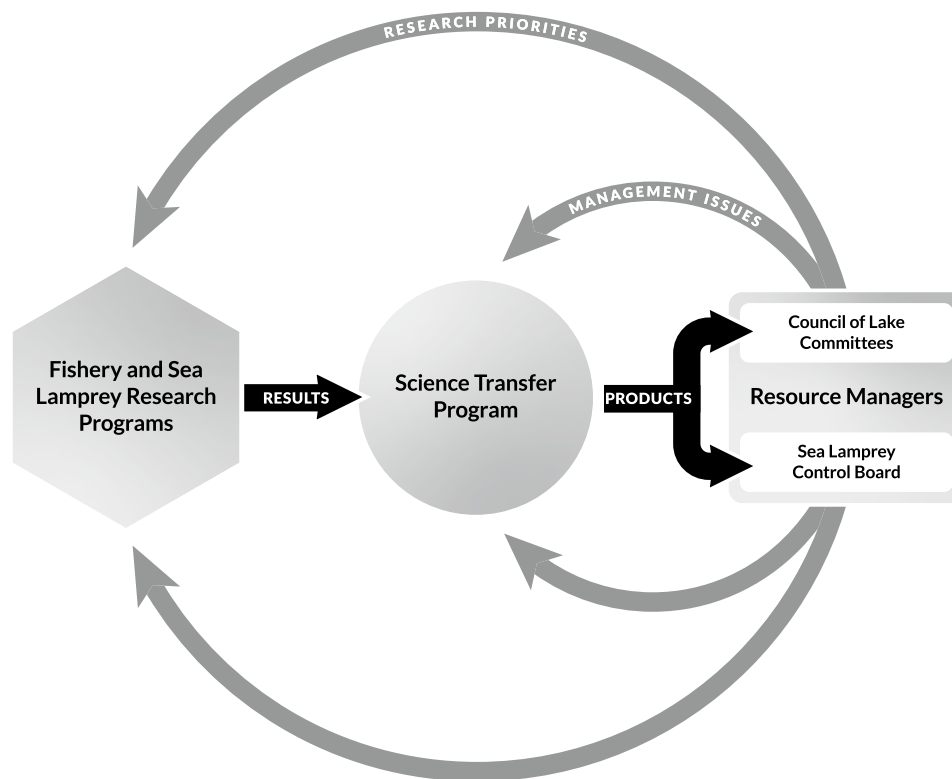 RESEARCH PRIORITIES
MANAGEMENT ISSUES
Fishery and Sea
Lamprey Research
Programs
RESULTS
Science Transfer
Program
PRODUCTS
Council of Lake
Committees
Resource Managers
Sea Lamprey
Control Board